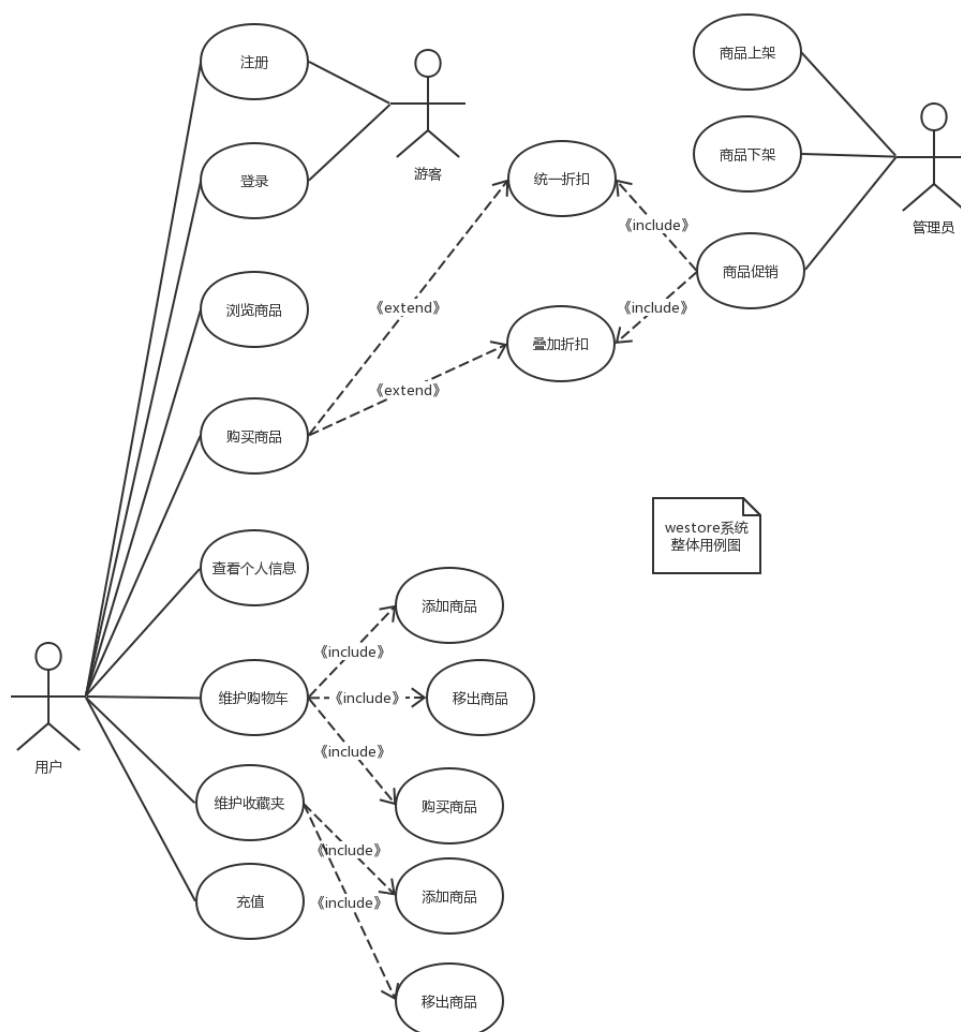 注册
商品上架
游客
登录
商品下架
统一折扣
管理员
《include》
商品促销
浏览商品
《extend》
《include》
叠加折扣
《extend》
购买商品
westore系统
整体用例图
查看个人信息
添加商品
《include》
维护购物车
《include》
移出商品
《include》
用户
维护收藏夹
购买商品
《include》
添加商品
充值
《include》
移出商品